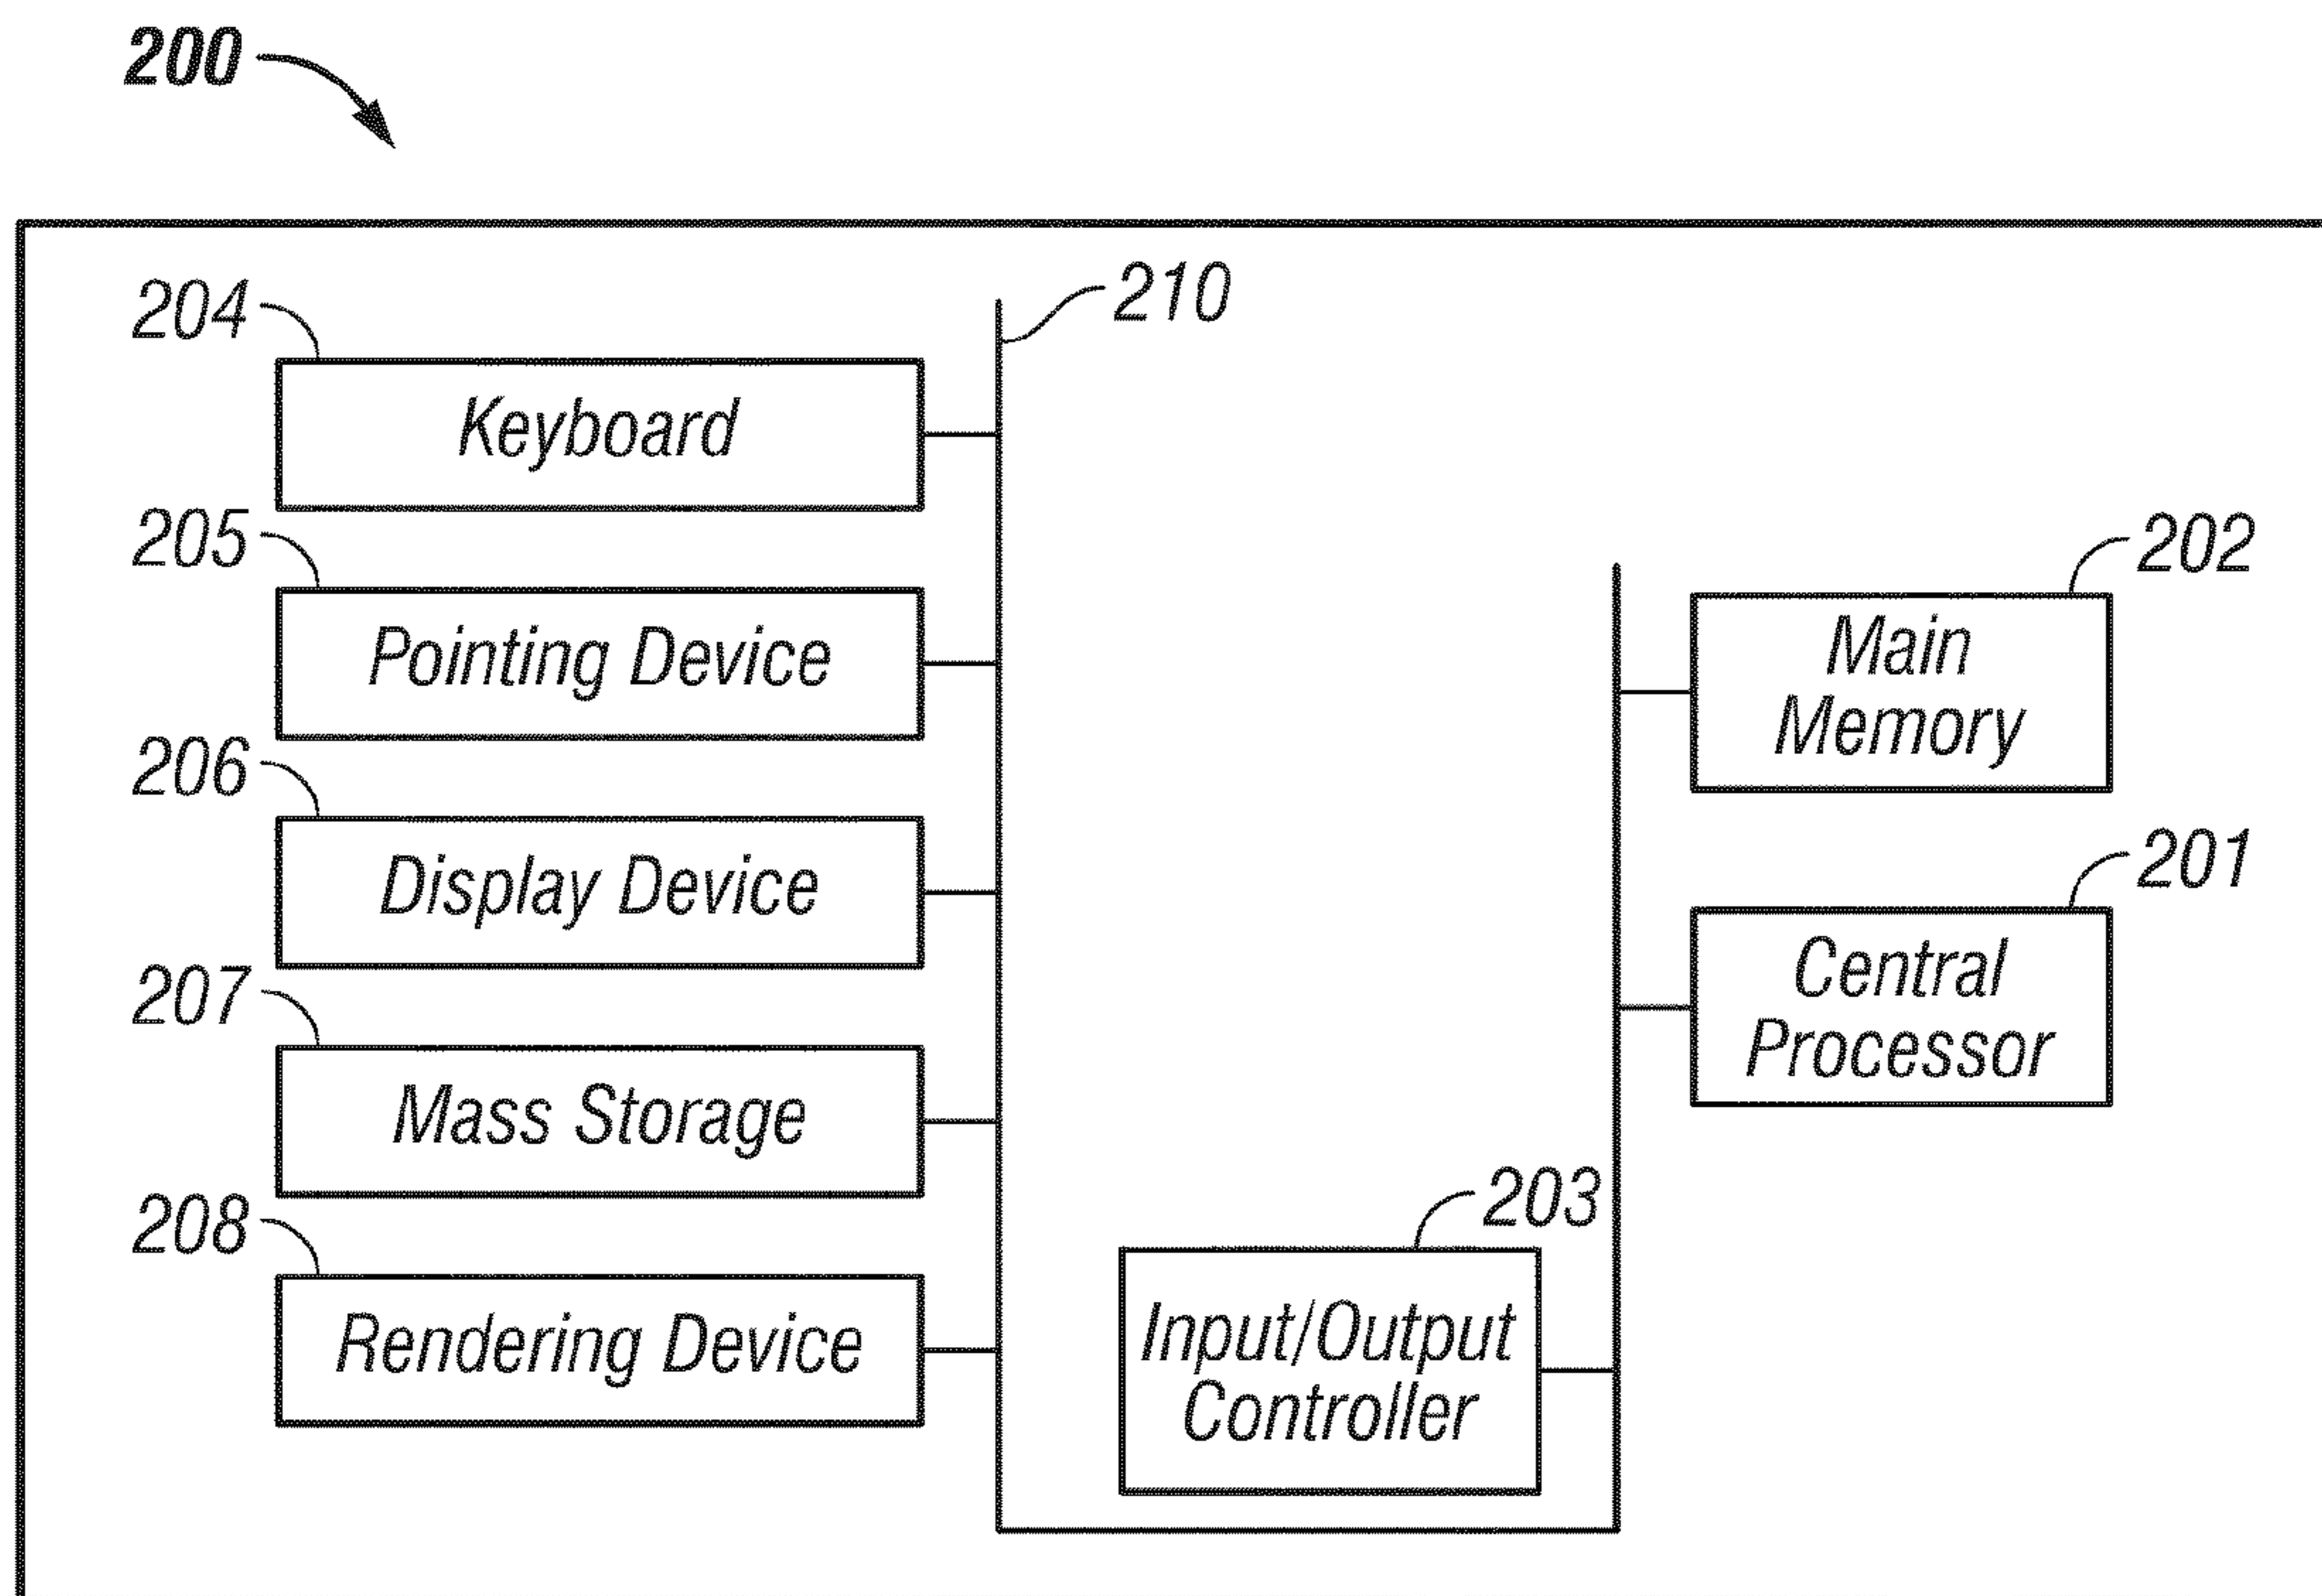 200
204
210
Keyboard
205
Pointing Device
202
Main
Memory
206
Display Device
201
Central
Processor
207
Mass Storage
203
208
Input/Output
Controller
Rendering Device